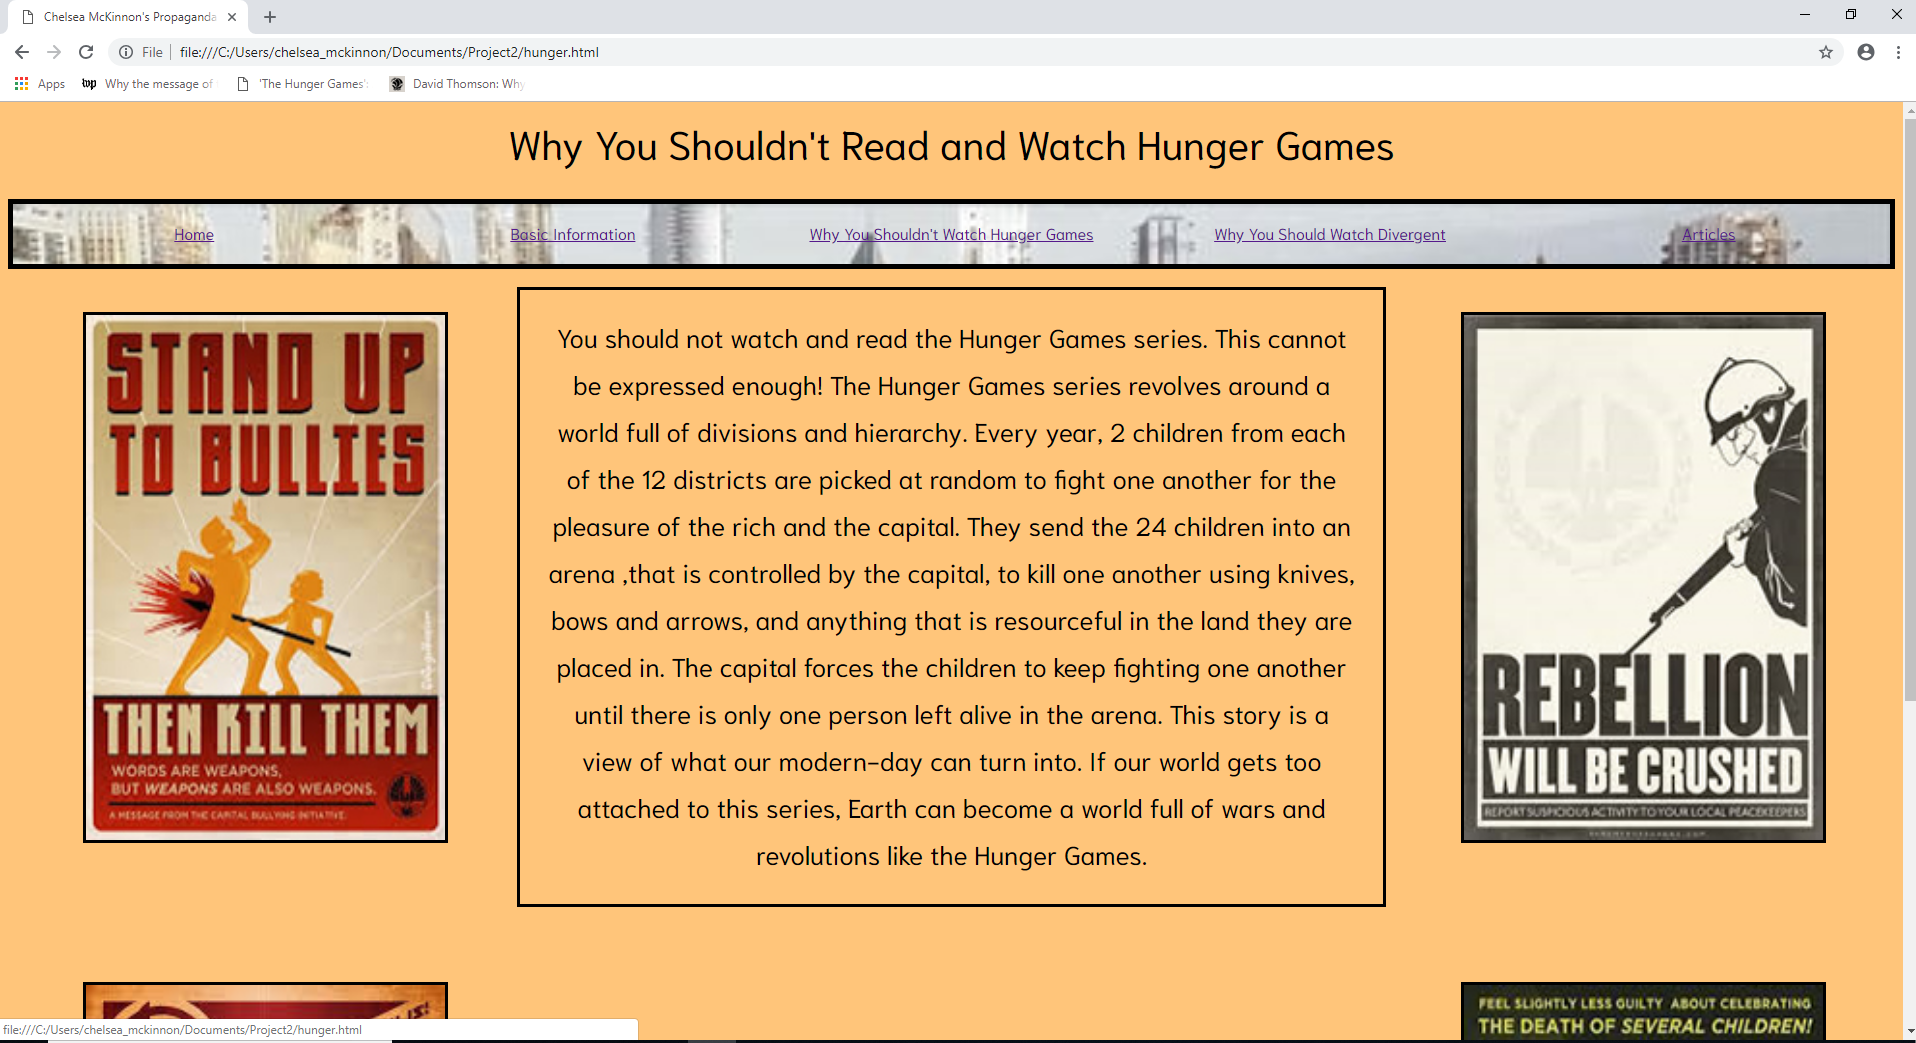 Chelsea McKinnon's Propaganda
File
file:///C:/Users/chelsea_mckinnon/Documents/Project2/hunger.html
Apps
Why the message of
'The Hunger Games'
David Thomson: Why
Why You Shouldn't Read and Watch Hunger Games
Home
Basic Information
Why You Shouldn't Watch Hunger Games
Why You Should Watch Divergent
Articles
STAND UP
TO BULLIES
THEN KILL THEM
WORDS ARE WEAPONS,
BUT WEAPONS ARE ALSO WEAPONS.
A MESSAGE FROM THE CAPITAL BULLYING INITIATIVE.
You should not watch and read the Hunger Games series. This cannot
be expressed enough! The Hunger Games series revolves around a
world full of divisions and hierarchy. Every year, 2 children from each
of the 12 districts are picked at random to fight one another for the
pleasure of the rich and the capital. They send the 24 children into an
arena ,that is controlled by the capital, to kill one another using knives,
bows and arrows, and anything that is resourceful in the land they are
placed in. The capital forces the children to keep fighting one another
until there is only one person left alive in the arena. This story is a
view of what our modern-day can turn into. If our world gets too
attached to this series, Earth can become a world full of wars and
revolutions like the Hunger Games.
REBELLION
WILL BE CRUSHED
REPORT SUSPICIOUS ACTIVITY TO YOUR LOCAL PEACEKEEPERS
FEEL SLIGHTLY LESS GUILTY ABOUT CELEBRATING
THE DEATH OF SEVERAL CHILDREN!
file:///C:/Users/chelsea_mckinnon/Documents/Project2/hunger.html